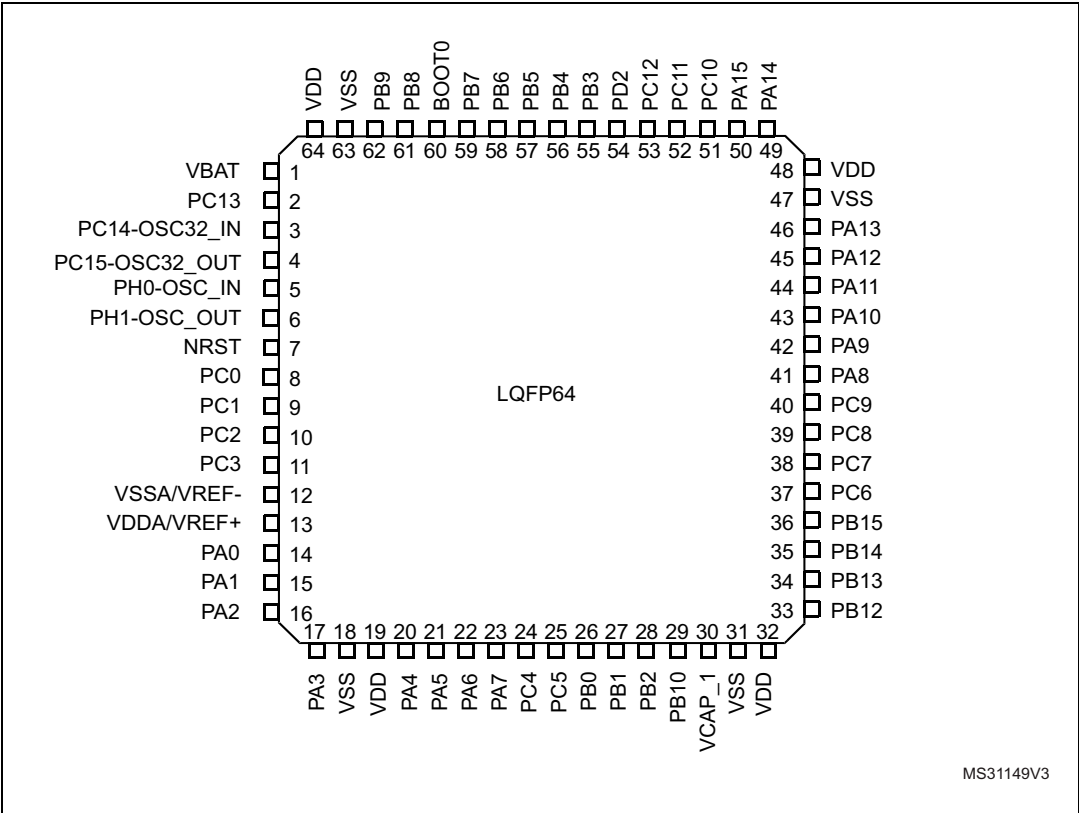 VDD
VSS
PB9
PB8
BOOT0
PB7
PB6
PB5
PB4
PB3
PD2
PC12
PC11
PC10
PA15
PA14
64 63 62 61 60 59 58 57 56 55 54 53 52 51 50 49
VBAT 1
PC13 2
PC14-OSC32_IN 3
PC15-OSC32_OUT 4
PH0-OSC_IN 5
PH1-OSC_OUT 6
NRST 7
PC0 8
PC1 9
PC2 10
PC3 11
VSSA/VREF- 12
VDDA/VREF+ 13
PA0 14
PA1 15
PA2 16
LQFP64
48 VDD
47 VSS
46 PA13
45 PA12
44 PA11
43 PA10
42 PA9
41 PA8
40 PC9
39 PC8
38 PC7
37 PC6
36 PB15
35 PB14
34 PB13
33 PB12
17 18 19 20 21 22 23 24 25 26 27 28 29 30 31 32
PA3
VSS
VDD
PA4
PA5
PA6
PA7
PC4
PC5
PB0
PB1
PB2
PB10
VCAP_1
VSS
VDD
MS31149V3